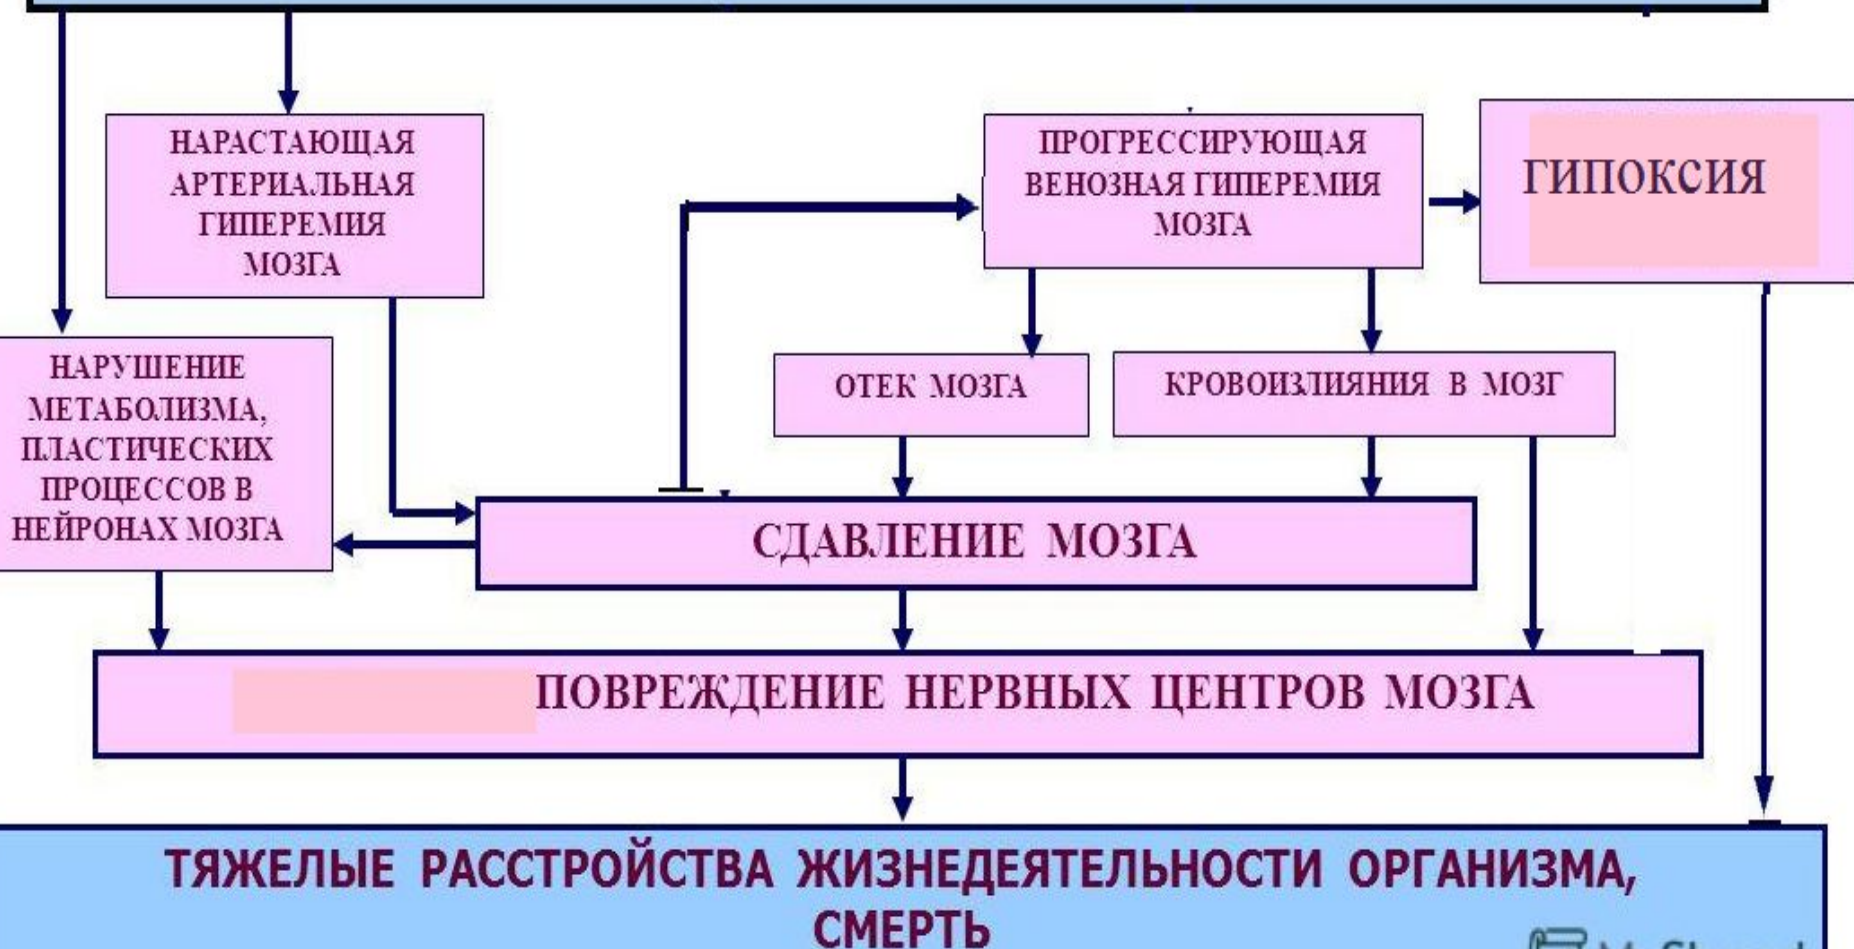 НАРАСТАЮЩАЯ
АРТЕРИАЛЬНАЯ
ГИПЕРЕМИЯ
МОЗГА
ПРОГРЕССИРУЮЩАЯ
ВЕНОЗНАЯ ГИПЕРЕМИЯ
МОЗГА
ГИПОКСИЯ
НАРУШЕНИЕ
МЕТАБОЛИЗМА,
ПЛАСТИЧЕСКИХ
ПРОЦЕССОВ В
НЕЙРОНАХ МОЗГА
ОТЕК МОЗГА
КРОВОИЗЛИЯНИЯ В МОЗГ
СДАВЛЕНИЕ МОЗГА
ПОВРЕЖДЕНИЕ НЕРВНЫХ ЦЕНТРОВ МОЗГА
ТЯЖЕЛЫЕ РАССТРОЙСТВА ЖИЗНЕДЕЯТЕЛЬНОСТИ ОРГАНИЗМА,
СМЕРТЬ